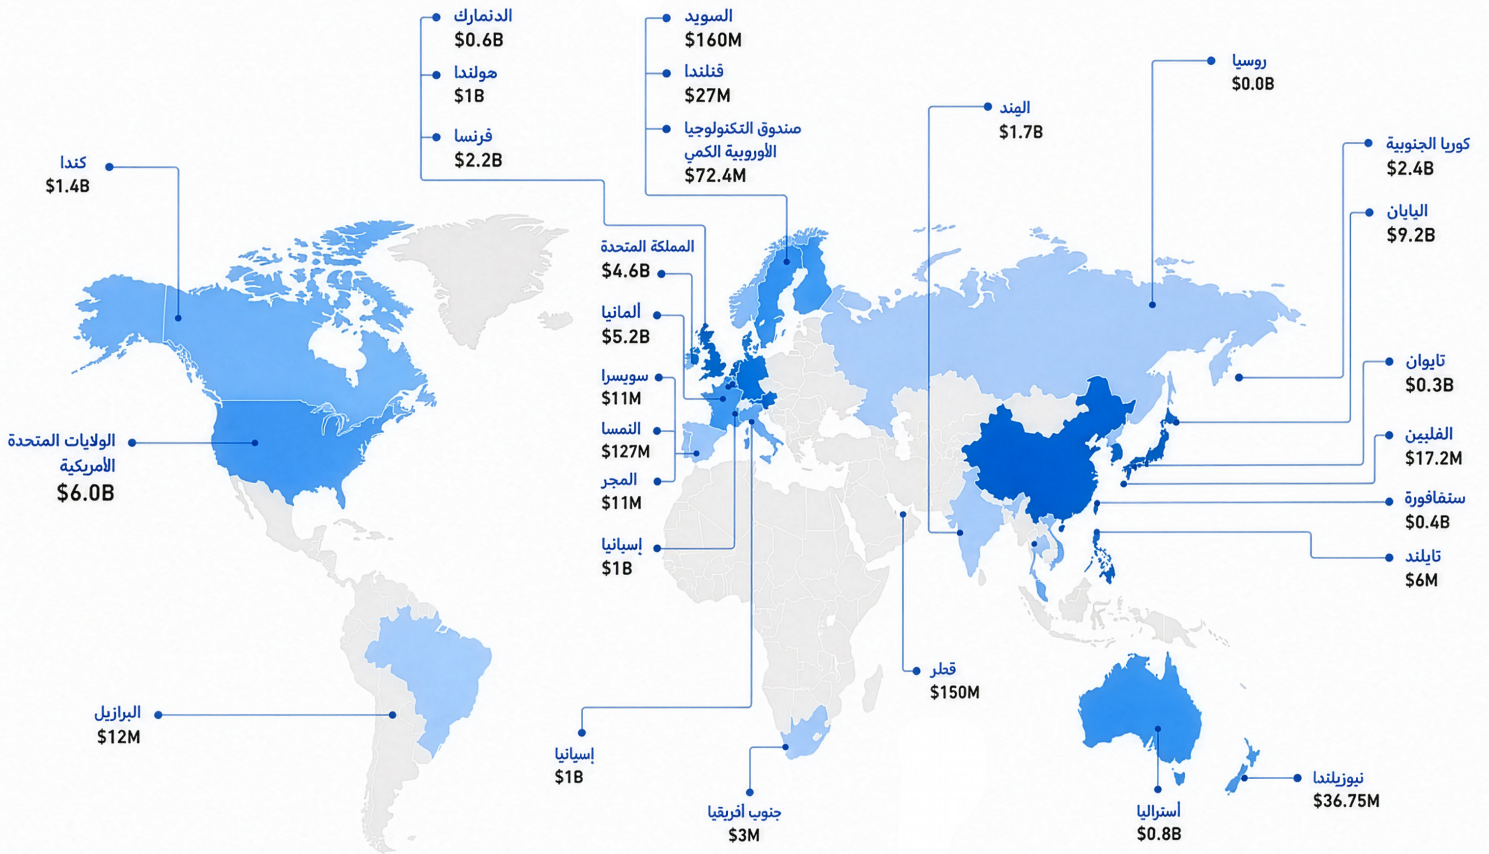 الدنمارك
$0.6B
هولندا
$1B
فرنسا
$2.2B
السويد
$160M
قنلندا
$27M
صندوق التكنولوجيا
الأوروبية الكمي
$72.4M
روسيا
$0.0B
الهند
$1.7B
كوريا الجنوبية
$2.4B
اليابان
$9.2B
كندا
$1.4B
المملكة المتحدة
$4.6B
ألمانيا
$5.2B
سويسرا
$11M
النمسا
$127M
المجر
$11M
إسبانيا
$1B
الولايات المتحدة
الأمريكية
$6.0B
تايوان
$0.3B
الفلبين
$17.2M
سنغافورة
$0.4B
تايلند
$6M
قطر
$150M
البرازيل
$12M
إسبانيا
$1B
جنوب أفريقيا
$3M
أستراليا
$0.8B
نيوزيلندا
$36.75M